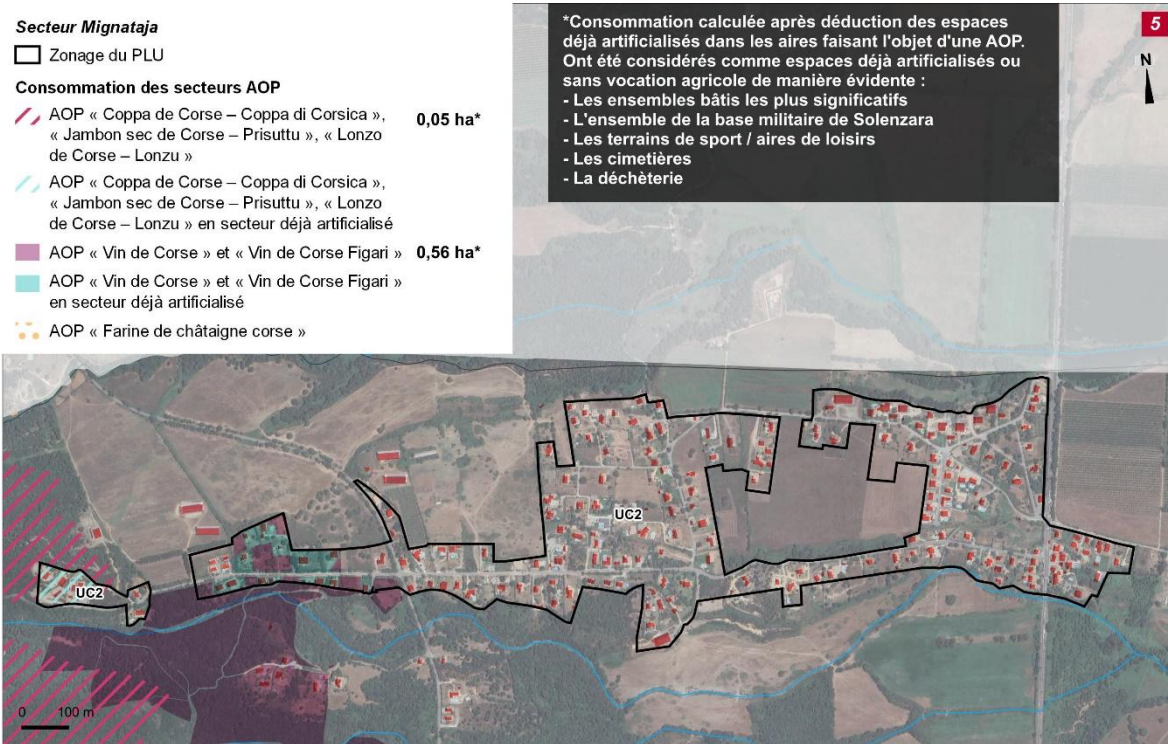 Secteur Mignataja
Zonage du PLU
Consommation des secteurs AOP
AOP « Coppa de Corse – Coppa di Corsica »,
« Jambon sec de Corse – Prisuttu », « Lonzo
de Corse – Lonzu »
0,05 ha*
AOP « Coppa de Corse – Coppa di Corsica »,
« Jambon sec de Corse – Prisuttu », « Lonzo
de Corse – Lonzu » en secteur déjà artificialisé
AOP « Vin de Corse » et « Vin de Corse Figari » 0,56 ha*
AOP « Vin de Corse » et « Vin de Corse Figari »
en secteur déjà artificialisé
AOP « Farine de châtaigne corse »
*Consommation calculée après déduction des espaces
déjà artificialisés dans les aires faisant l'objet d'une AOP.
Ont été considérés comme espaces déjà artificialisés ou
sans vocation agricole de manière évidente :
- Les ensembles bâtis les plus significatifs
- L'ensemble de la base militaire de Solenzara
- Les terrains de sport / aires de loisirs
- Les cimetières
- La déchèterie
5
N
UC2
UC2
0 100 m